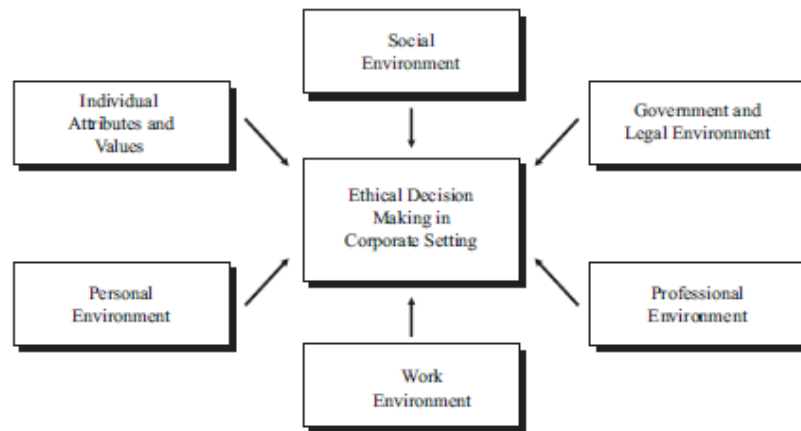 Social
Environment
Individual
Attributes and
Values
Government and
Legal Environment
Ethical Decision
Making in
Corporate Setting
Personal
Environment
Professional
Environment
Work
Environment